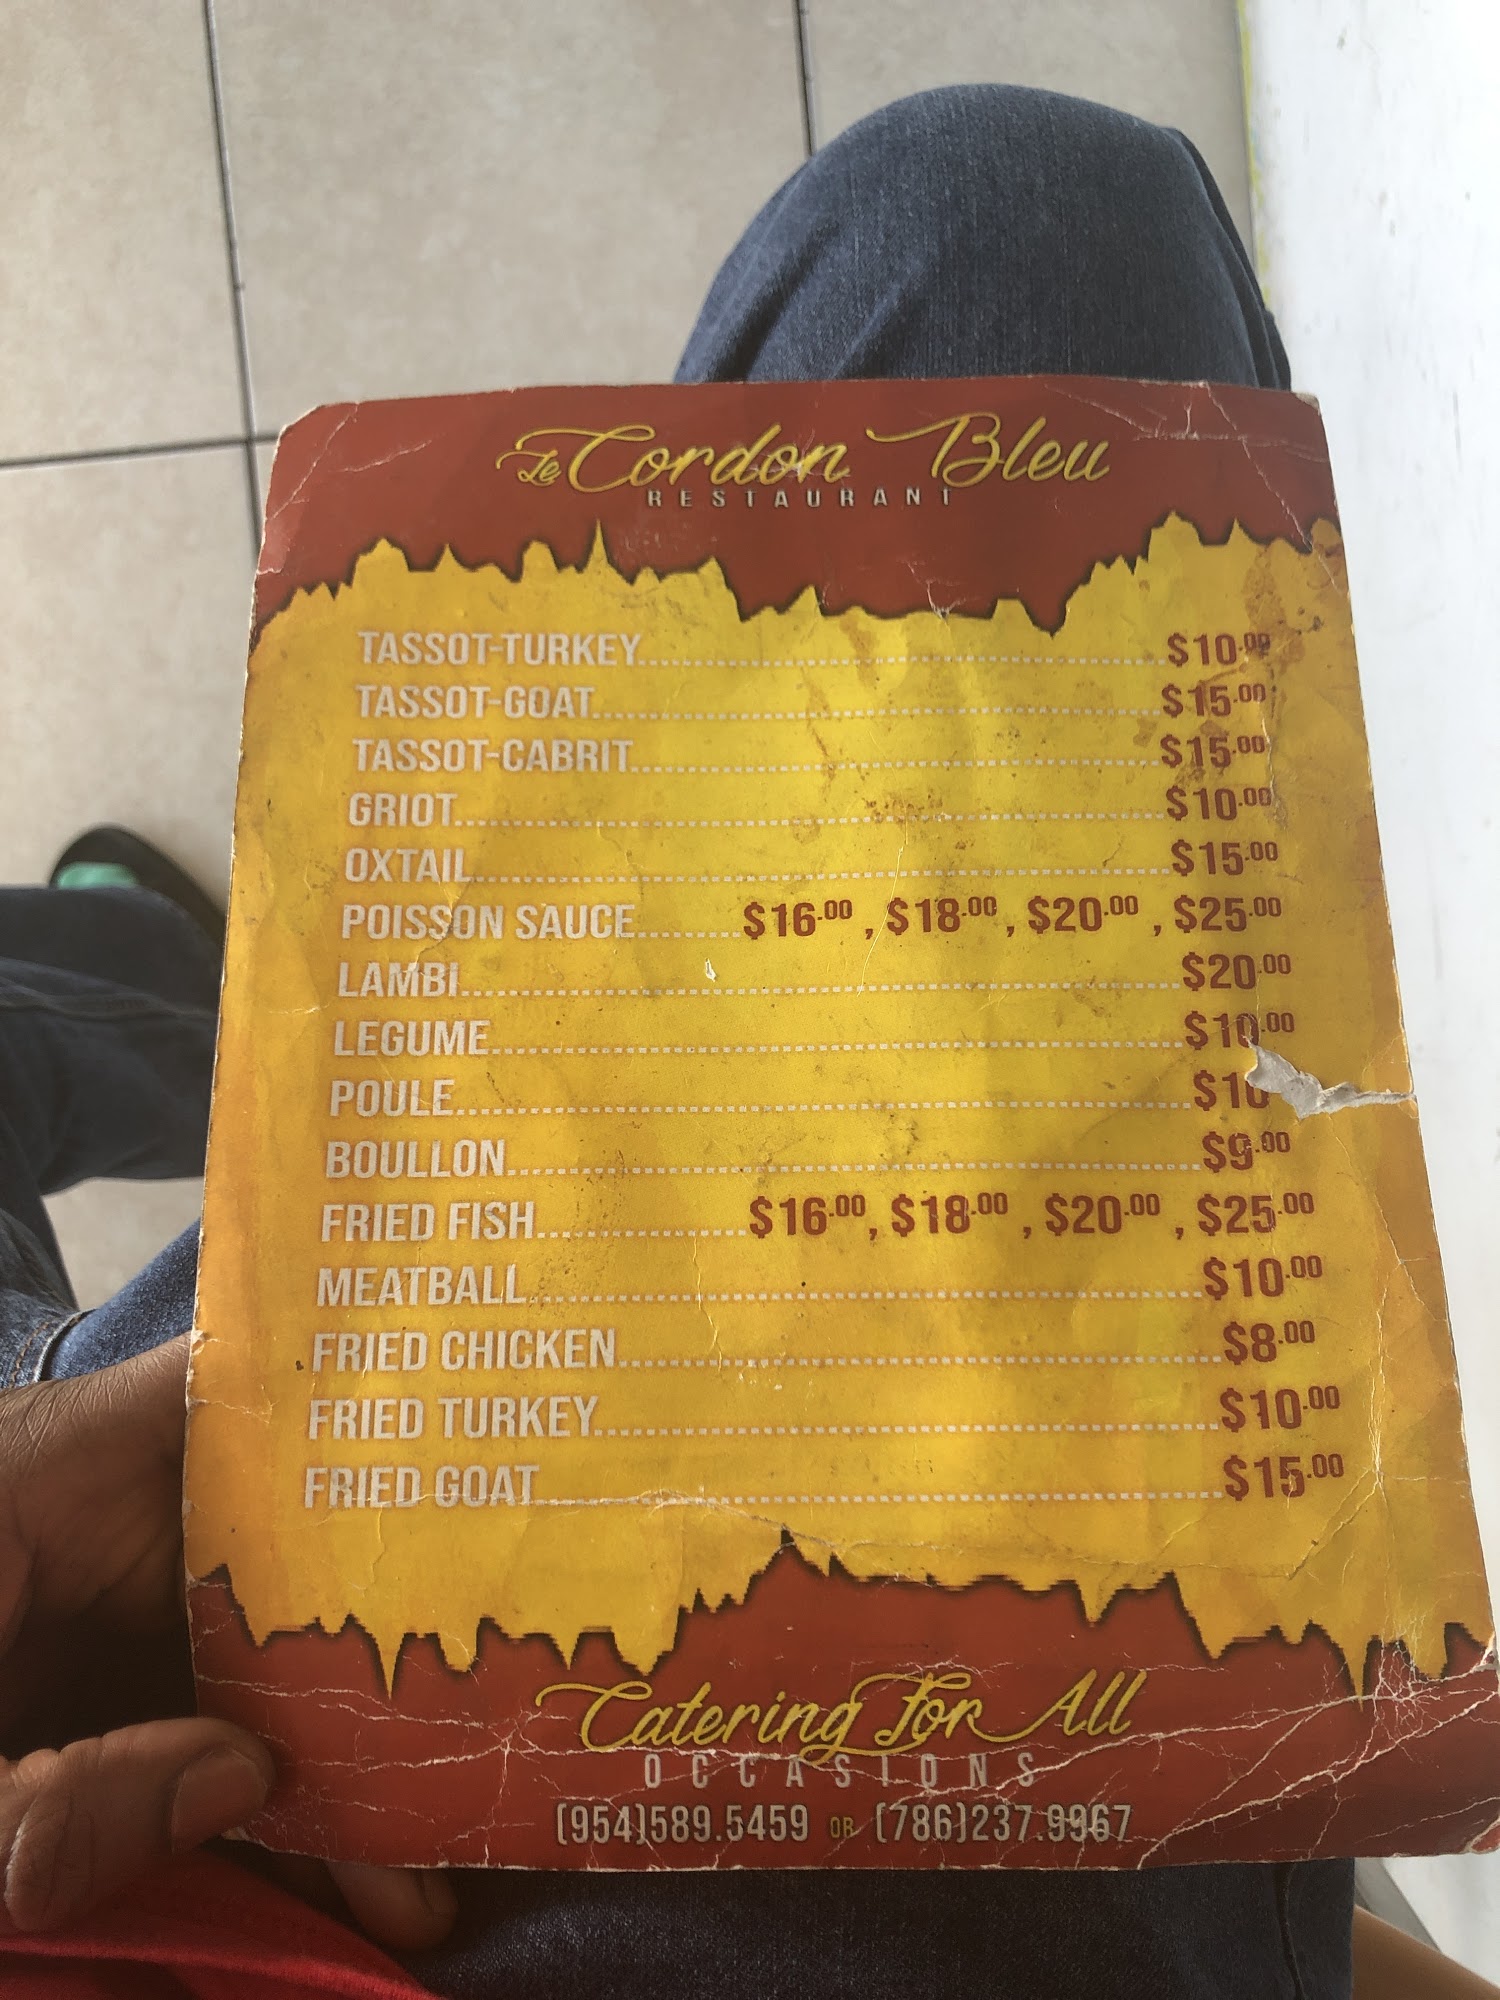 Le Cordon Bleu
RESTAURANT
TASSOT-TURKEY $10.00
TASSOT-GOAT $15.00
TASSOT-CABRIT $15.00
GRIOT $10.00
OXTAIL $15.00
POISSON SAUCE $16.00 , $18.00 , $20.00 , $25.00
LAMBI $20.00
LEGUME $10.00
POULE $10
BOULLON $9.00
FRIED FISH $16.00 , $18.00 , $20.00 , $25.00
MEATBALL $10.00
FRIED CHICKEN $8.00
FRIED TURKEY $10.00
FRIED GOAT $15.00
Catering For All
OCCASIONS
(954)589.5459 OR (786)237.9967